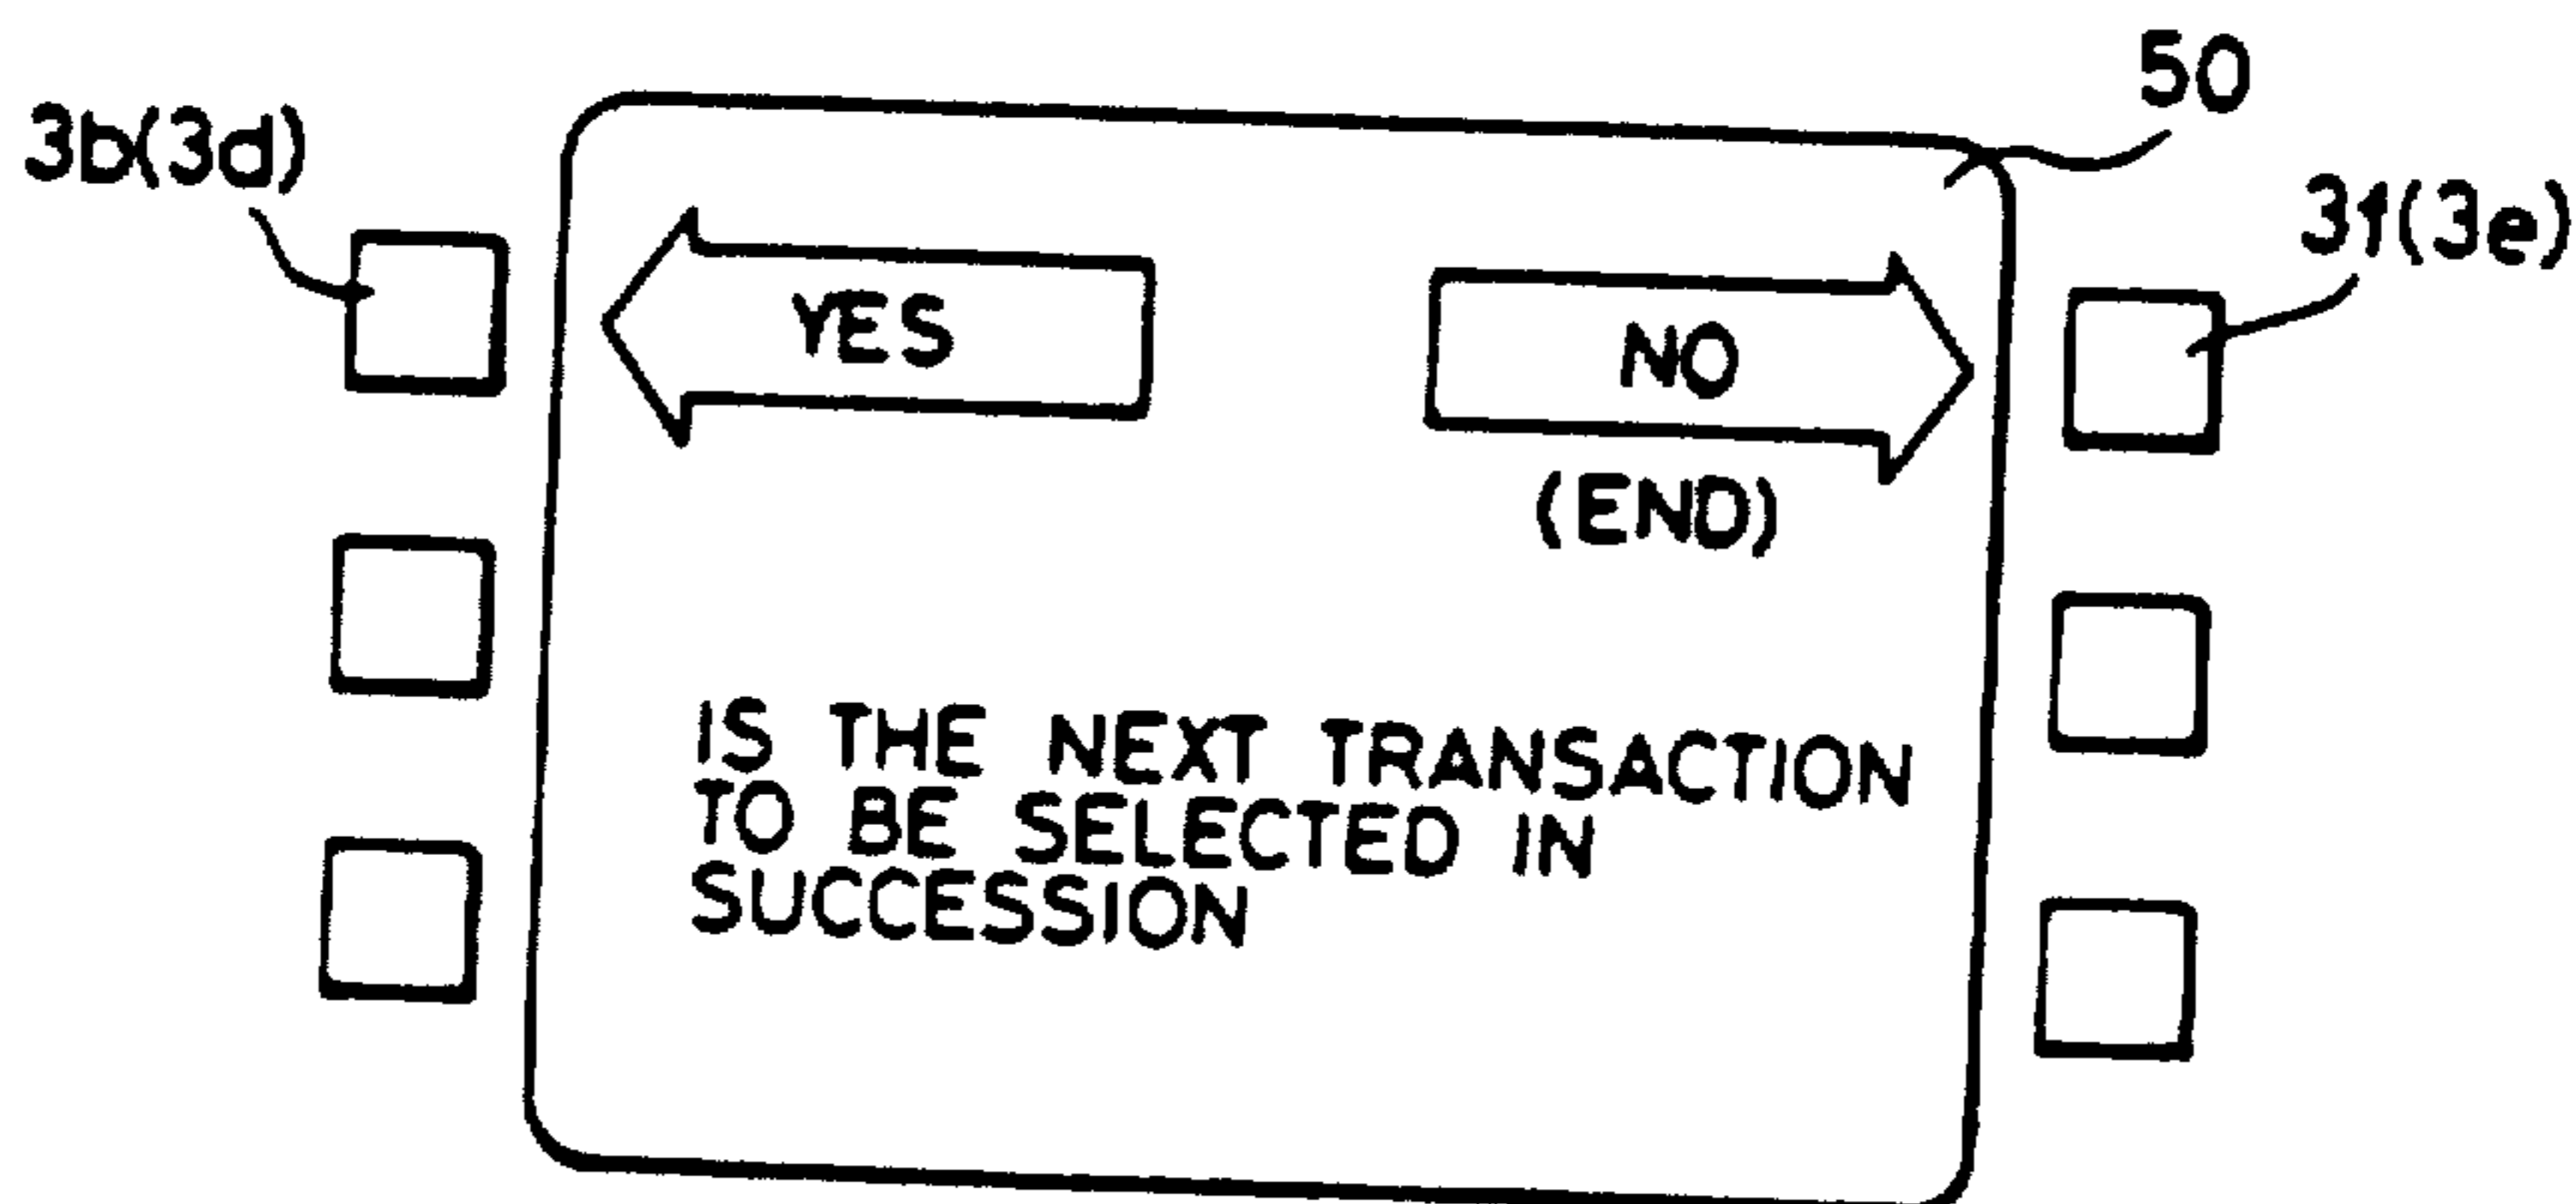 50
3b(3d)
3f(3e)
YES
NO
(END)
IS THE NEXT TRANSACTION
TO BE SELECTED IN
SUCCESSION